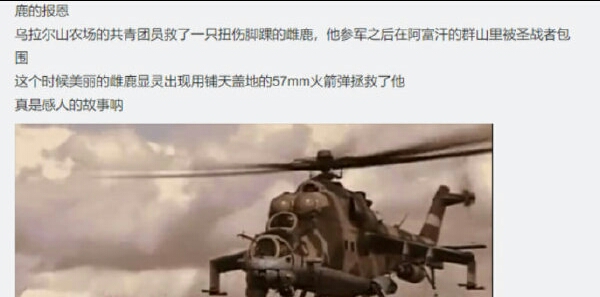 鹿的报恩
乌拉尔山农场的共青团员救了一只扭伤脚踝的雌鹿，他参军之后在阿富汗的群山里被圣战者包
围
这个时候美丽的雌鹿显灵出现用铺天盖地的57mm火箭弹拯救了他
真是感人的故事呐